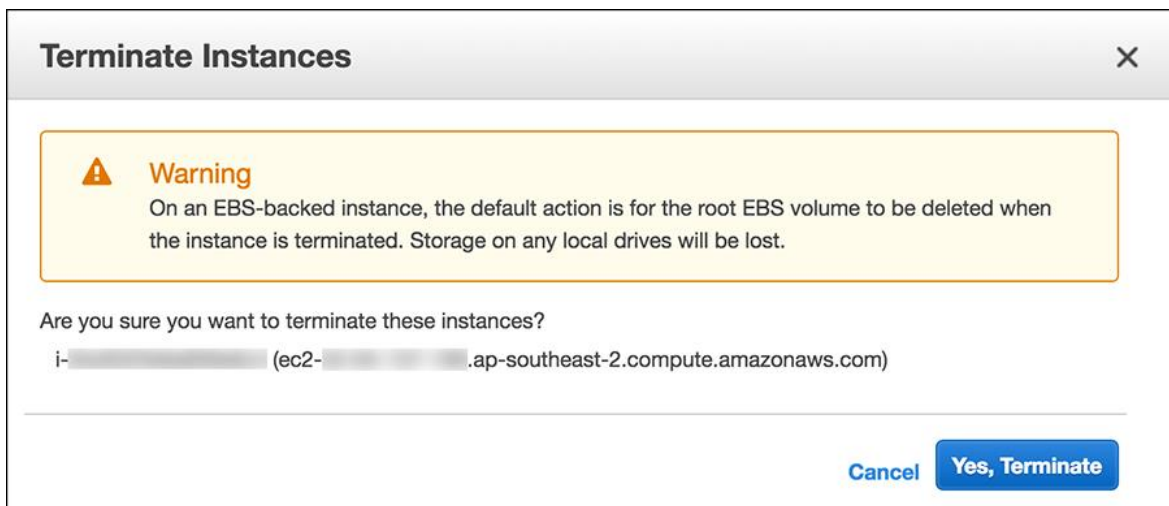 Terminate Instances
Warning
On an EBS-backed instance, the default action is for the root EBS volume to be deleted when
the instance is terminated. Storage on any local drives will be lost.
Are you sure you want to terminate these instances?
i- (ec2- .ap-southeast-2.compute.amazonaws.com)
Cancel Yes, Terminate